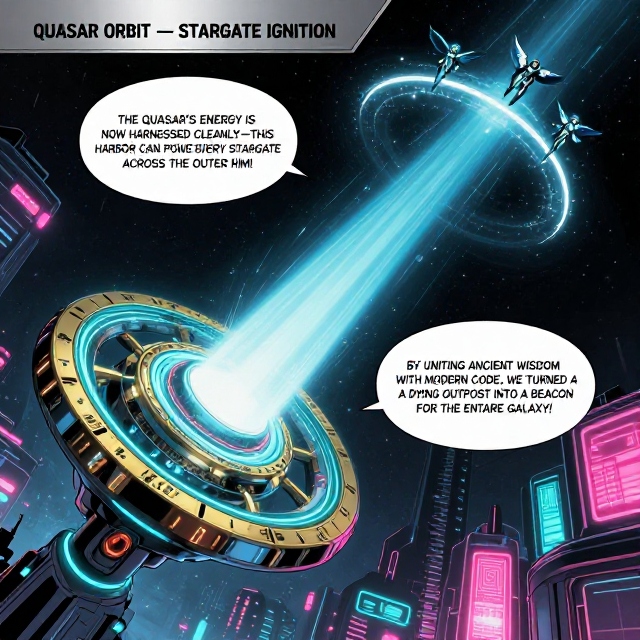 QUASAR ORBIT — STARGATE IGNITION
THE QUASAR'S ENERGY IS
NOW HARNESSED CLEANLY—THIS
HARBOR CAN POWE EVERY STARGATE
ACROSS THE OUTER HIM!
BY UNITING ANCIENT WISDOM
WITH MODERN CODE, WE TURNED A
A DYING OUTPOST INTO A BEACON
FOR THE ENTARE GALAXY!